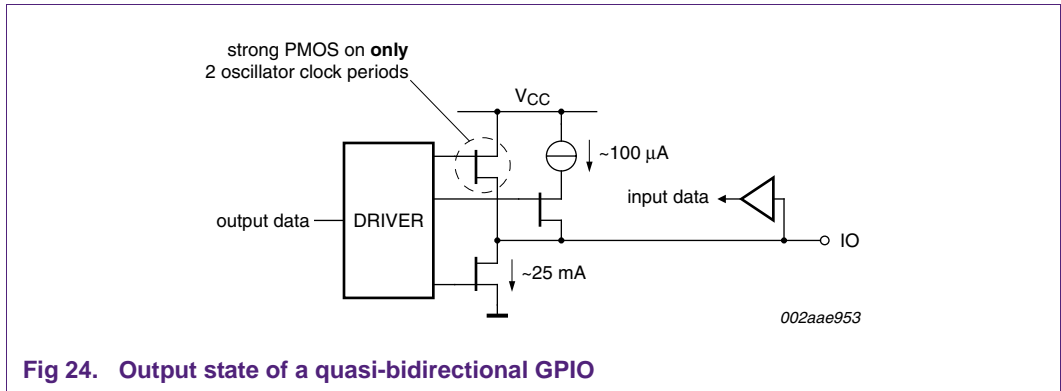 strong PMOS on only
2 oscillator clock periods
VCC
~100 μA
input data
output data
DRIVER
IO
~25 mA
002aae953
Fig 24. Output state of a quasi-bidirectional GPIO